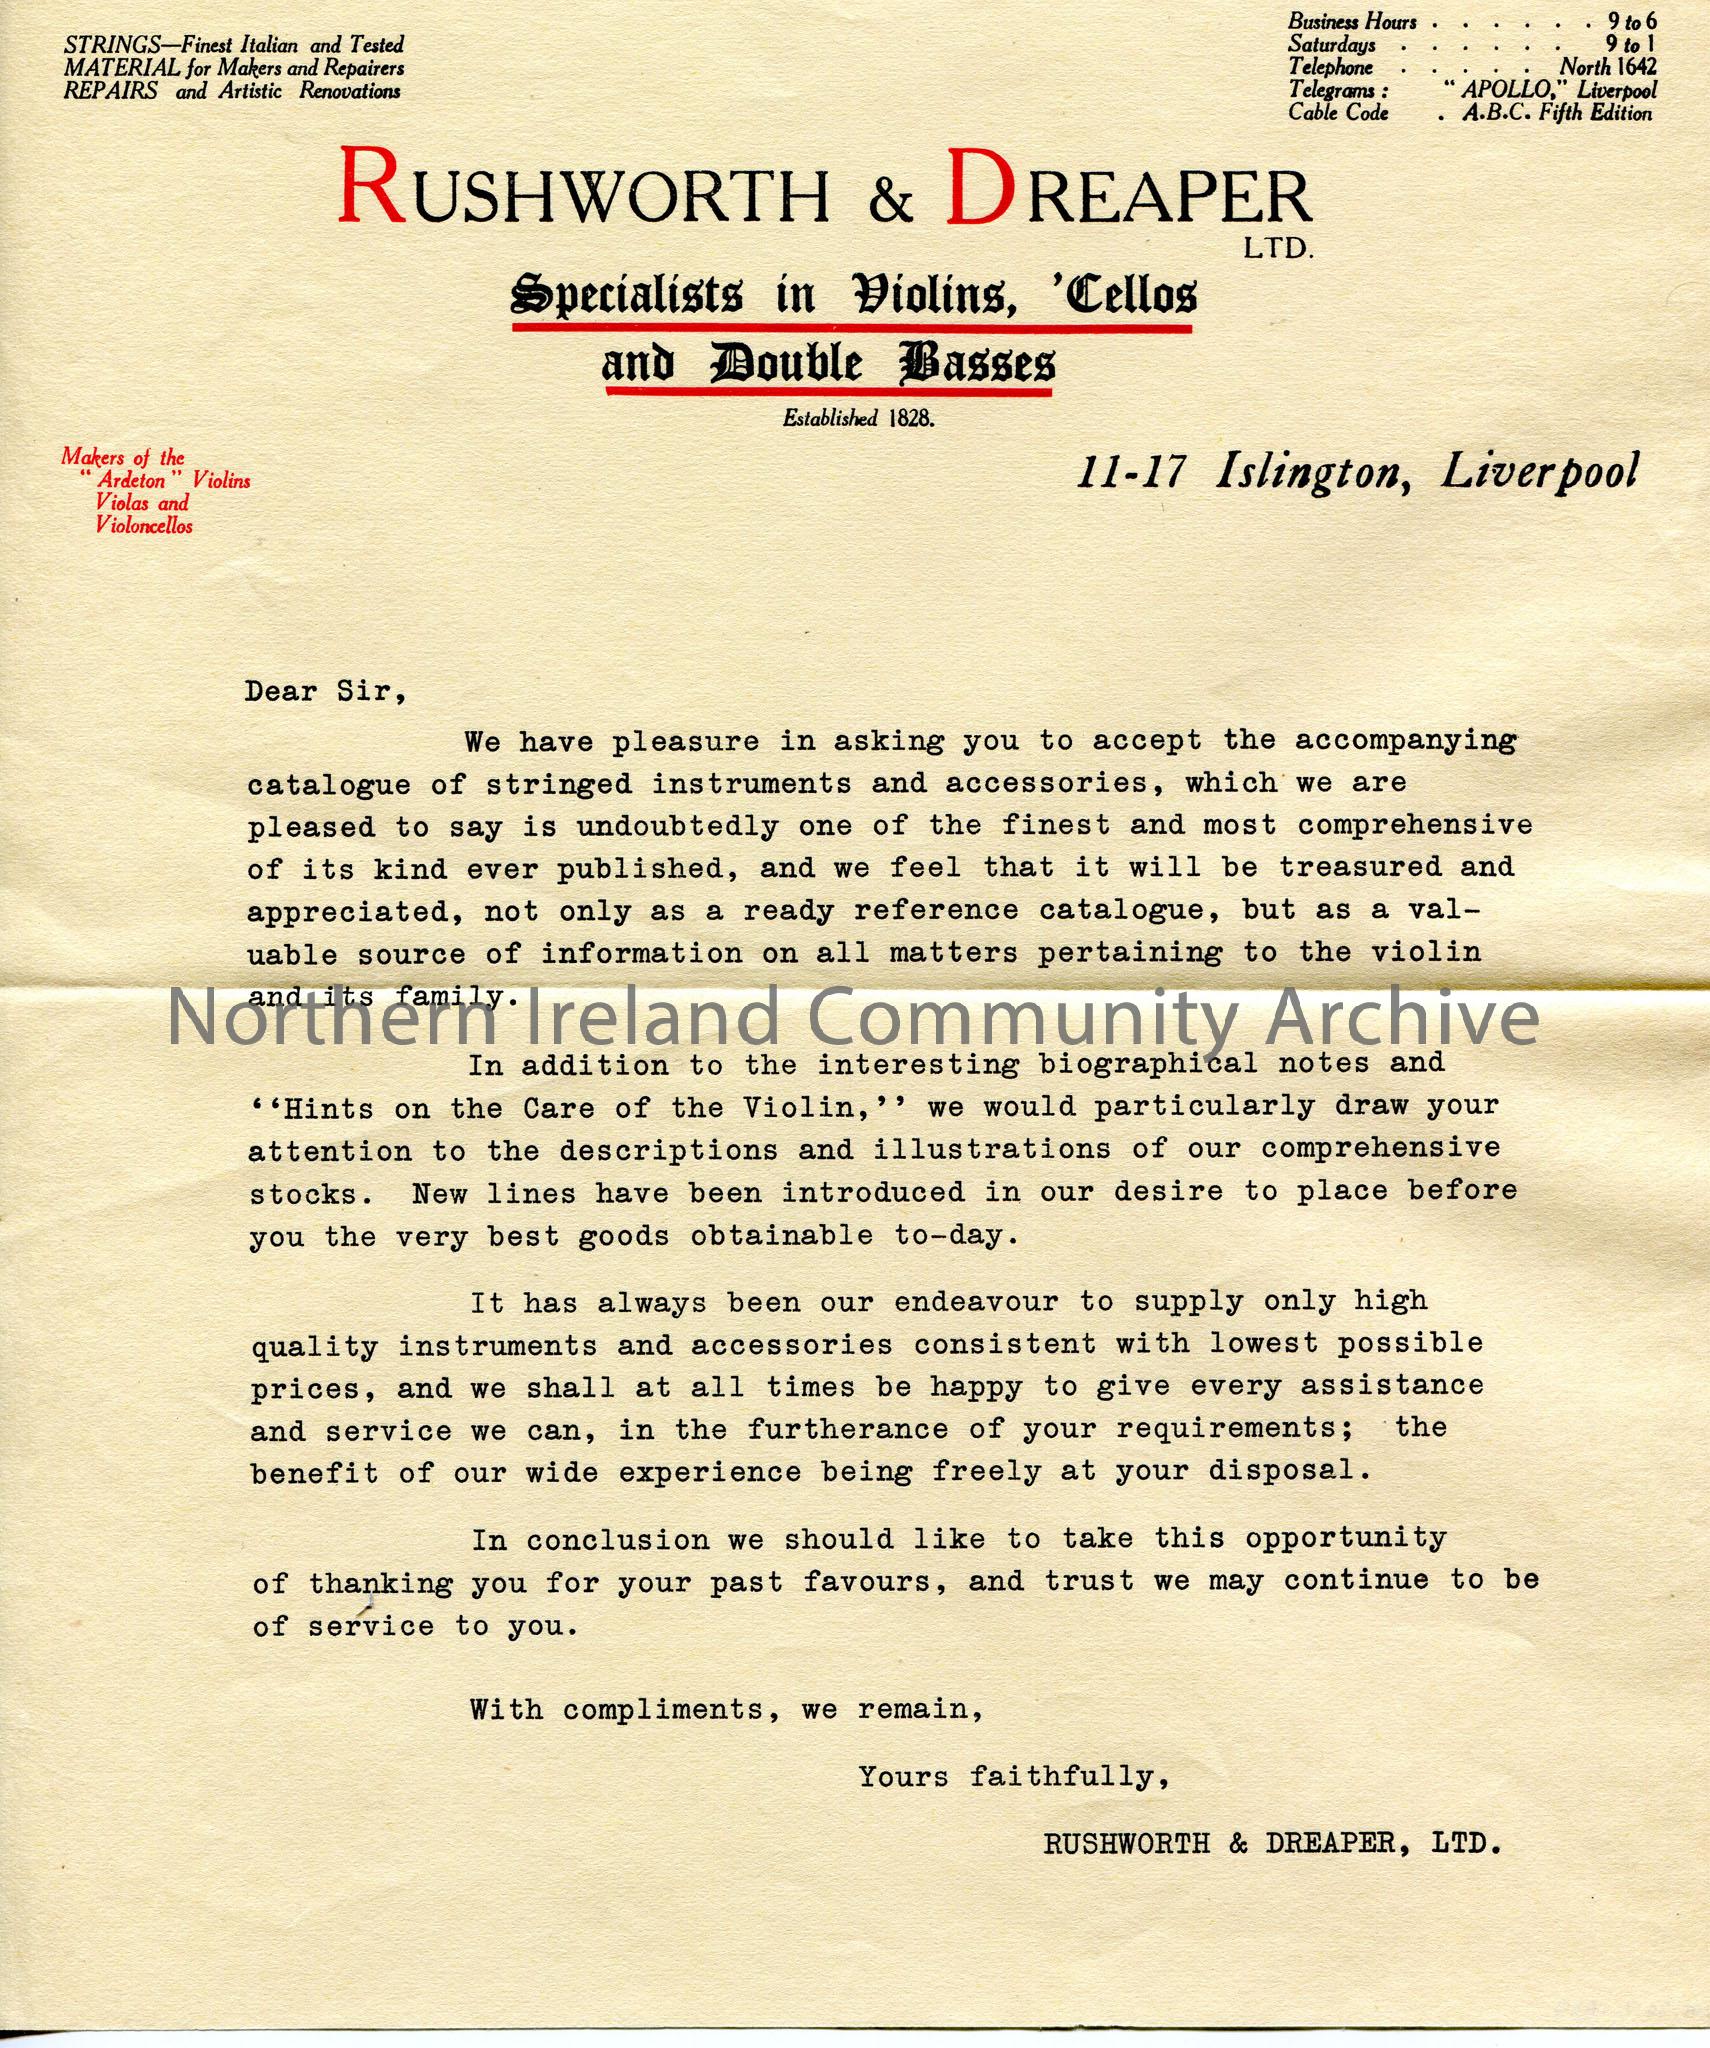 STRINGS—Finest Italian and Tested
MATERIAL for Makers and Repairers
REPAIRS and Artistic Renovations
Business Hours . . . . . . 9 to 6
Saturdays . . . . . . 9 to 1
Telephone . . . . . North 1642
Telegrams : "APOLLO," Liverpool
Cable Code . A.B.C. Fifth Edition
RUSHWORTH & DREAPER
LTD.
Specialists in Violins, 'Cellos
and Double Basses
Established 1828.
Makers of the
"Ardeton" Violins
Violas and
Violoncellos
11-17 Islington, Liverpool
Dear Sir,
We have pleasure in asking you to accept the accompanying
catalogue of stringed instruments and accessories, which we are
pleased to say is undoubtedly one of the finest and most comprehensive
of its kind ever published, and we feel that it will be treasured and
appreciated, not only as a ready reference catalogue, but as a val-
uable source of information on all matters pertaining to the violin
and its family.
Northern Ireland Community Archive
In addition to the interesting biographical notes and
‘‘Hints on the Care of the Violin,’’ we would particularly draw your
attention to the descriptions and illustrations of our comprehensive
stocks. New lines have been introduced in our desire to place before
you the very best goods obtainable to-day.
It has always been our endeavour to supply only high
quality instruments and accessories consistent with lowest possible
prices, and we shall at all times be happy to give every assistance
and service we can, in the furtherance of your requirements; the
benefit of our wide experience being freely at your disposal.
In conclusion we should like to take this opportunity
of thanking you for your past favours, and trust we may continue to be
of service to you.
With compliments, we remain,
Yours faithfully,
RUSHWORTH & DREAPER, LTD.